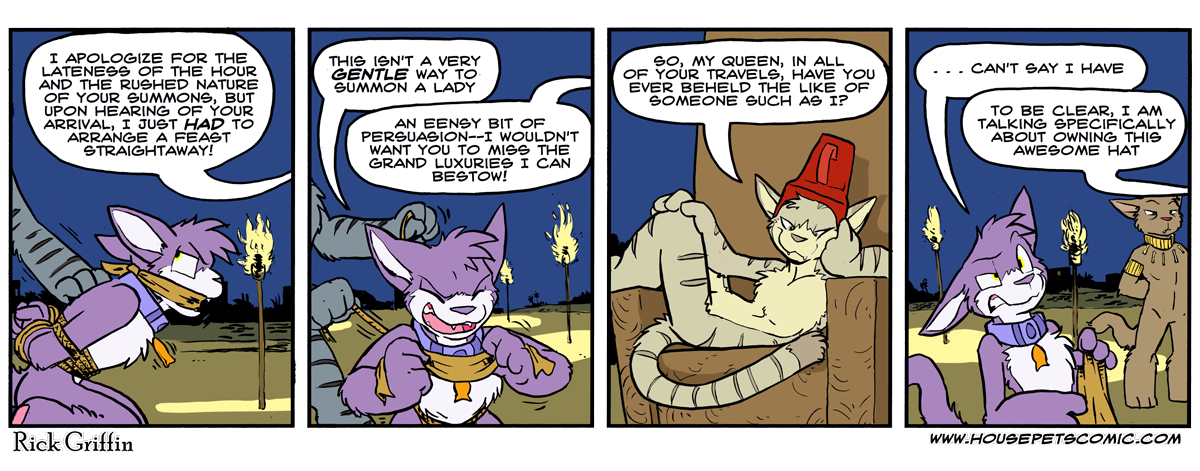 I APOLOGIZE FOR THE
LATENESS OF THE HOUR
AND THE RUSHED NATURE
OF YOUR SUMMONS, BUT
UPON HEARING OF YOUR
ARRIVAL, I JUST HAD TO
ARRANGE A FEAST
STRAIGHTAWAY!
THIS ISN'T A VERY
GENTLE WAY TO
SUMMON A LADY
AN EENSY BIT OF
PERSUASION--I WOULDN'T
WANT YOU TO MISS THE
GRAND LUXURIES I CAN
BESTOW!
SO, MY QUEEN, IN ALL
OF YOUR TRAVELS, HAVE YOU
EVER BEHELD THE LIKE OF
SOMEONE SUCH AS I?
. . . CAN'T SAY I HAVE
TO BE CLEAR, I AM
TALKING SPECIFICALLY
ABOUT OWNING THIS
AWESOME HAT
Rick Griffin
WWW.HOUSEPETSCOMIC.COM